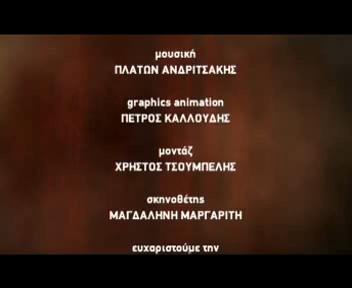 μουσική
ΠΛΑΤΩΝ ΑΝΔΡΙΤΣΑΚΗΣ
graphics animation
ΠΕΤΡΟΣ ΚΑΛΛΟΥΔΗΣ
μοντάζ
ΧΡΗΣΤΟΣ ΤΣΟΥΜΠΕΛΗΣ
σκηνοθέτης
ΜΑΓΔΑΛΗΝΗ ΜΑΡΓΑΡΙΤΗ
ευχαριστούμε την